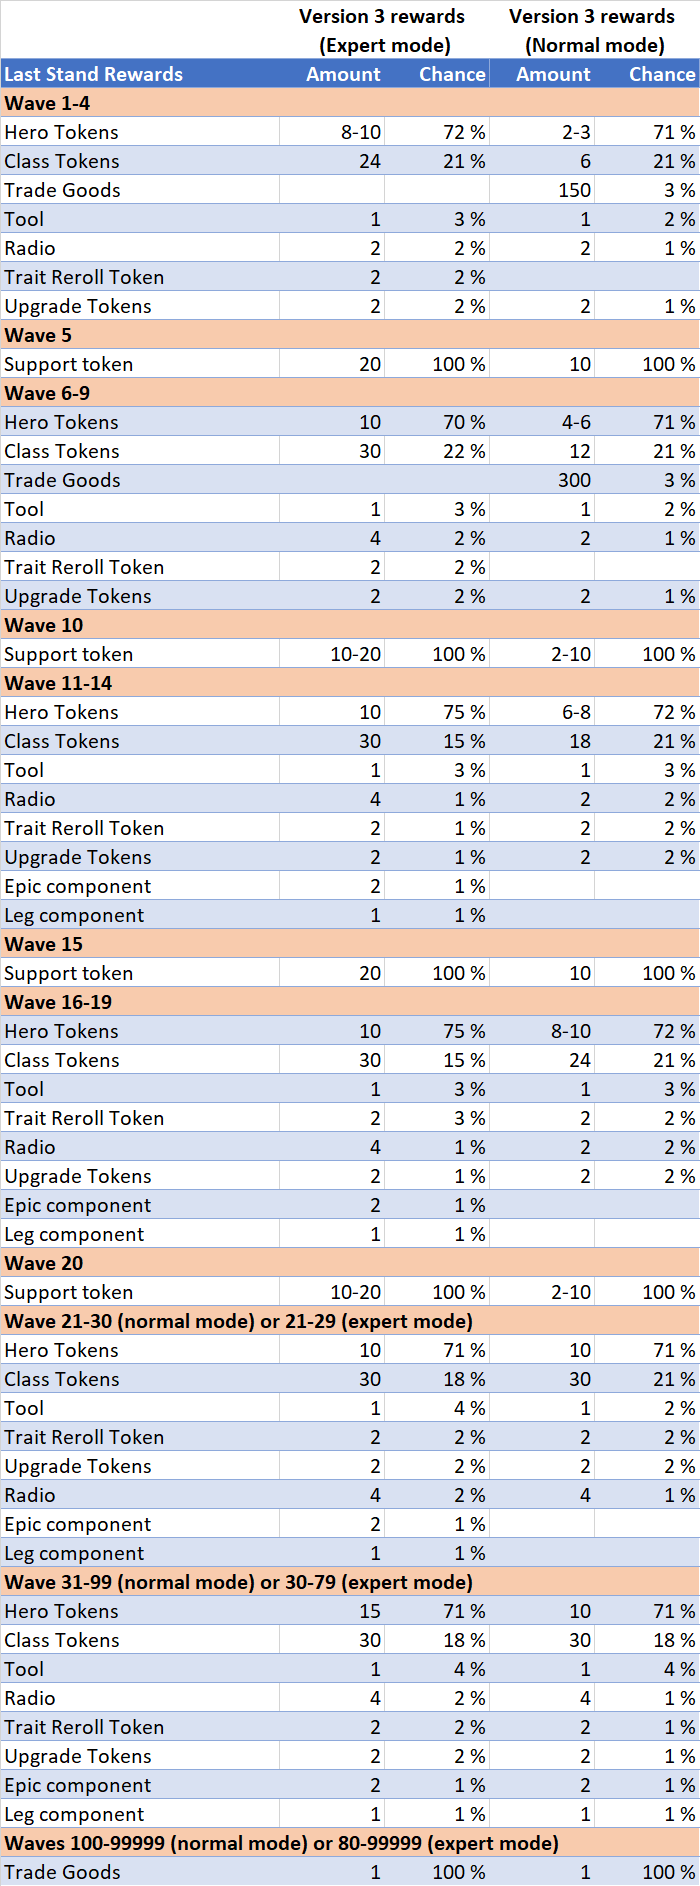 Version 3 rewards Version 3 rewards
(Expert mode) (Normal mode)
Last Stand Rewards Amount Chance Amount Chance
Wave 1-4
Hero Tokens 8-10 72 % 2-3 71 %
Class Tokens 24 21 % 6 21 %
Trade Goods 150 3 %
Tool 1 3 % 1 2 %
Radio 2 2 % 2 1 %
Trait Reroll Token 2 2 %
Upgrade Tokens 2 2 % 2 1 %
Wave 5
Support token 20 100 % 10 100 %
Wave 6-9
Hero Tokens 10 70 % 4-6 71 %
Class Tokens 30 22 % 12 21 %
Trade Goods 300 3 %
Tool 1 3 % 1 2 %
Radio 4 2 % 2 1 %
Trait Reroll Token 2 2 %
Upgrade Tokens 2 2 % 2 1 %
Wave 10
Support token 10-20 100 % 2-10 100 %
Wave 11-14
Hero Tokens 10 75 % 6-8 72 %
Class Tokens 30 15 % 18 21 %
Tool 1 3 % 1 3 %
Radio 4 1 % 2 2 %
Trait Reroll Token 2 1 % 2 2 %
Upgrade Tokens 2 1 % 2 2 %
Epic component 2 1 %
Leg component 1 1 %
Wave 15
Support token 20 100 % 10 100 %
Wave 16-19
Hero Tokens 10 75 % 8-10 72 %
Class Tokens 30 15 % 24 21 %
Tool 1 3 % 1 3 %
Trait Reroll Token 2 3 % 2 2 %
Radio 4 1 % 2 2 %
Upgrade Tokens 2 1 % 2 2 %
Epic component 2 1 %
Leg component 1 1 %
Wave 20
Support token 10-20 100 % 2-10 100 %
Wave 21-30 (normal mode) or 21-29 (expert mode)
Hero Tokens 10 71 % 10 71 %
Class Tokens 30 18 % 30 21 %
Tool 1 4 % 1 2 %
Trait Reroll Token 2 2 % 2 2 %
Upgrade Tokens 2 2 % 2 2 %
Radio 4 2 % 4 1 %
Epic component 2 1 %
Leg component 1 1 %
Wave 31-99 (normal mode) or 30-79 (expert mode)
Hero Tokens 15 71 % 10 71 %
Class Tokens 30 18 % 30 18 %
Tool 1 4 % 1 4 %
Radio 4 2 % 4 1 %
Trait Reroll Token 2 2 % 2 1 %
Upgrade Tokens 2 2 % 2 1 %
Epic component 2 1 % 2 1 %
Leg component 1 1 % 1 1 %
Waves 100-99999 (normal mode) or 80-99999 (expert mode)
Trade Goods 1 100 % 1 100 %